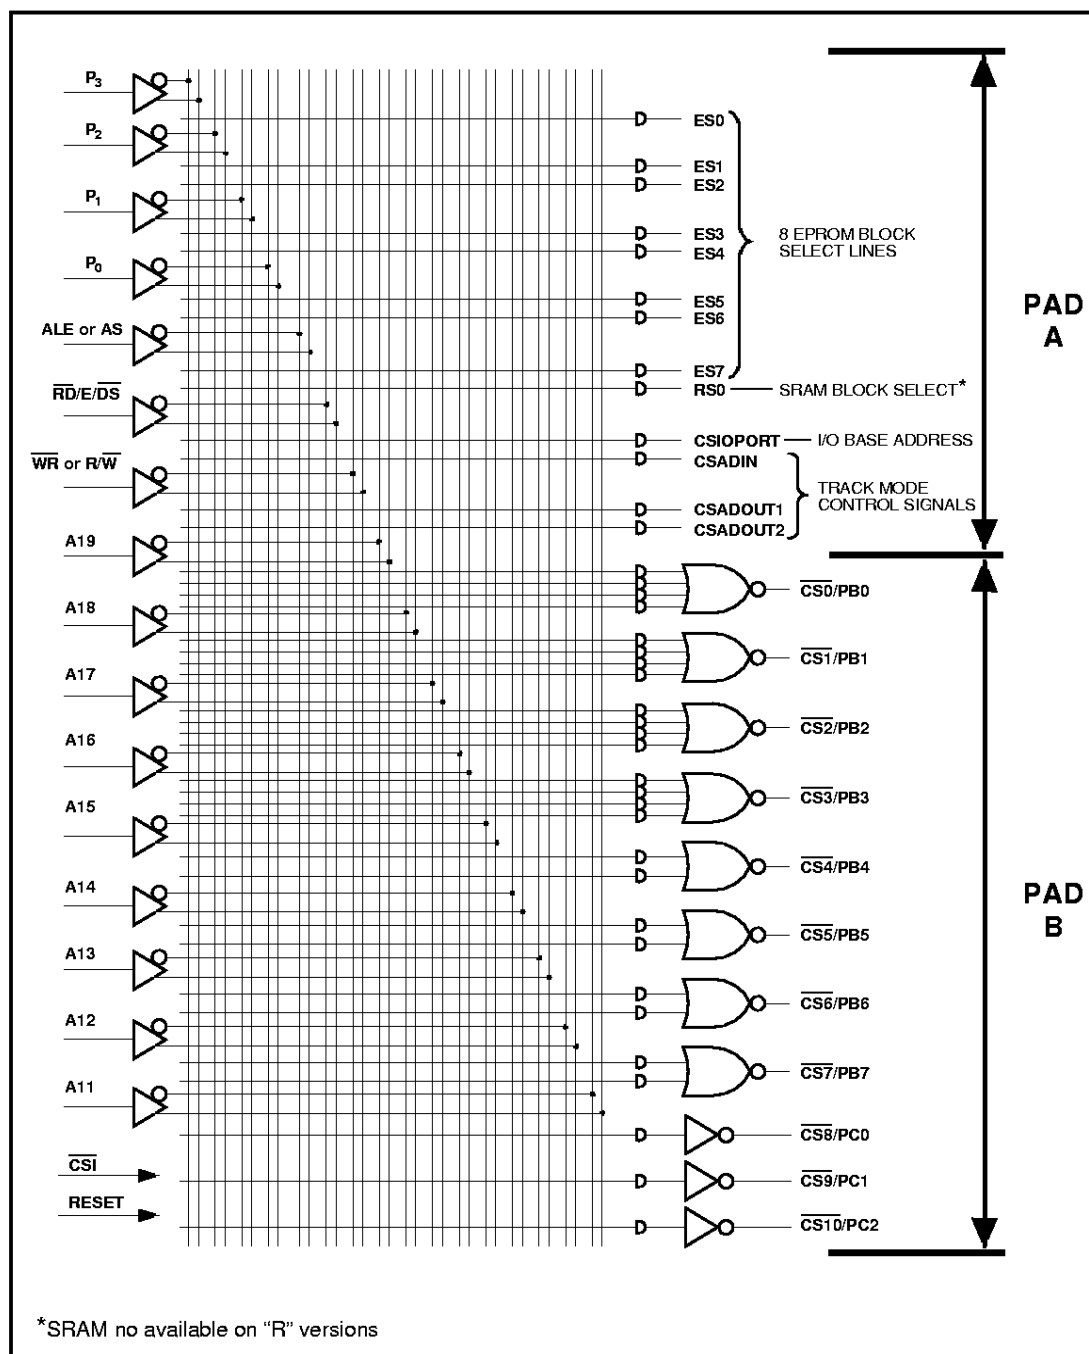 P3
P2
P1
P0
ALE or AS
RD/E/DS
WR or R/W
A19
A18
A17
A16
A15
A14
A13
A12
A11
CSI
RESET
ES0
ES1
ES2
ES3
ES4
ES5
ES6
ES7
RS0
8 EPROM BLOCK
SELECT LINES
SRAM BLOCK SELECT*
CSIOPORT
I/O BASE ADDRESS
CSADIN
CSADOUT1
CSADOUT2
TRACK MODE
CONTROL SIGNALS
CS0/PB0
CS1/PB1
CS2/PB2
CS3/PB3
CS4/PB4
CS5/PB5
CS6/PB6
CS7/PB7
CS8/PC0
CS9/PC1
CS10/PC2
PAD
A
PAD
B
*SRAM no available on “R” versions